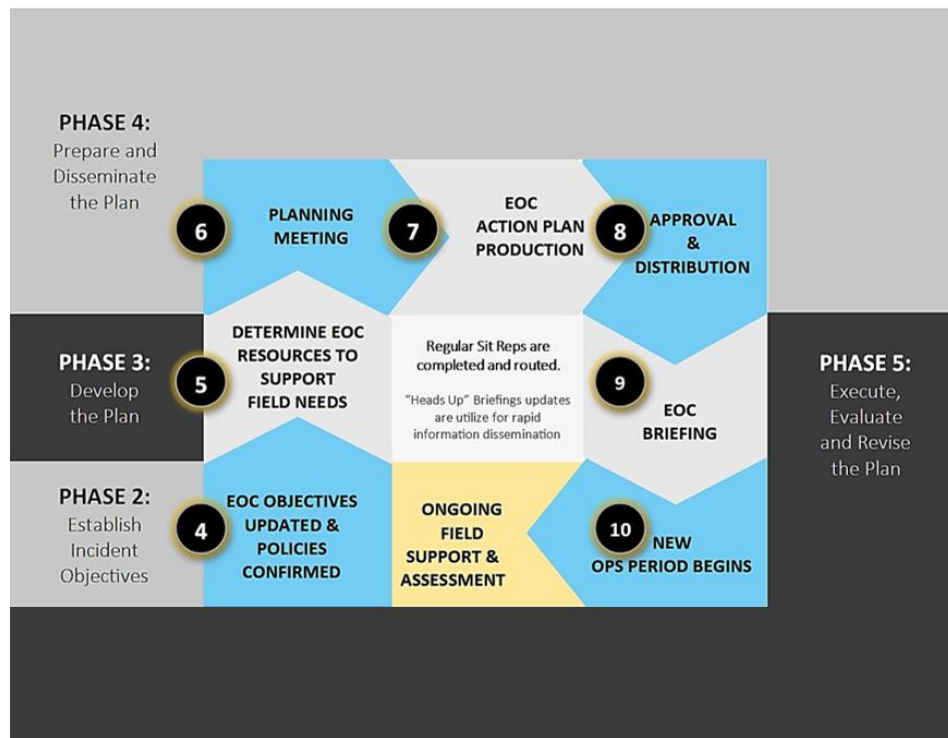 PHASE 4:
Prepare and
Disseminate
the Plan
6
PLANNING
MEETING
7
EOC
ACTION PLAN
PRODUCTION
8
APPROVAL
&
DISTRIBUTION
PHASE 3:
Develop
the Plan
5
DETERMINE EOC
RESOURCES TO
SUPPORT
FIELD NEEDS
Regular Sit Reps are
completed and routed.
"Heads Up" Briefings updates
are utilize for rapid
information dissemination
9
EOC
BRIEFING
PHASE 5:
Execute,
Evaluate
and Revise
the Plan
PHASE 2:
Establish
Incident
Objectives
4
EOC OBJECTIVES
UPDATED &
POLICIES
CONFIRMED
ONGOING
FIELD
SUPPORT &
ASSESSMENT
10
NEW
OPS PERIOD BEGINS